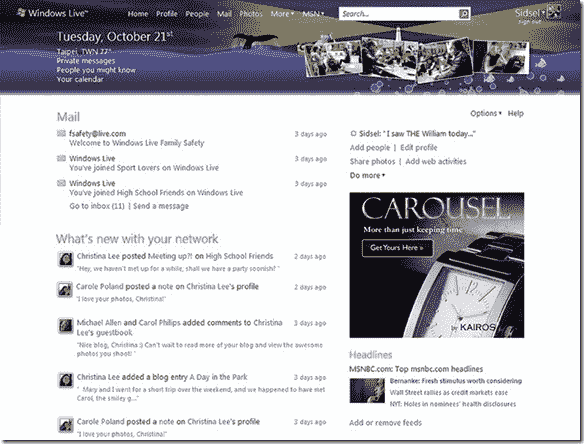 Windows Live™ Home Profile People Mail Photos More MSN Search... Sidsel
sign out
Tuesday, October 21st
Taipei, TWN 27°
Private messages
People you might know
Your calendar
Options Help
Mail
fsafety@live.com 3 days ago
Welcome to Windows Live Family Safety
Windows Live 3 days ago
You've joined Sport Lovers on Windows Live
Windows Live 3 days ago
You've joined High School Friends on Windows Live
Go to inbox (11) | Send a message
Sidsel: "I saw THE William today..."
Add people | Edit profile
Share photos | Add web activities
Do more
CAROUSEL
More than just keeping time
Get Yours Here »
by KAIROS
What's new with your network
Christina Lee posted Meeting up?! on High School Friends 2 days ago
"Hey, we haven't met up for a while, shall we have a party soonish? "
Carole Poland posted a note on Christina Lee's profile 2 days ago
"I love your photos, Christina!"
Michael Allen and Carol Philips added comments to Christina 3 days ago
Lee's guestbook
"Nice blog, Christina :) Can't wait to read more of your blog and view the awesome
photos you shoot! "
Christina Lee added a blog entry A Day in the Park 3 days ago
" Mary and I went for a short trip over the weekend, and we happened to have met
Carol, the smiley g..."
Carole Poland posted a note on Christina Lee's profile 3 days ago
"I love your photos, Christina!"
Headlines
MSNBC.com: Top msnbc.com headlines
Bernanke: Fresh stimulus worth considering
Wall Street rallies as credit markets ease
NYT: Holes in nominees' health disclosures
Add or remove feeds